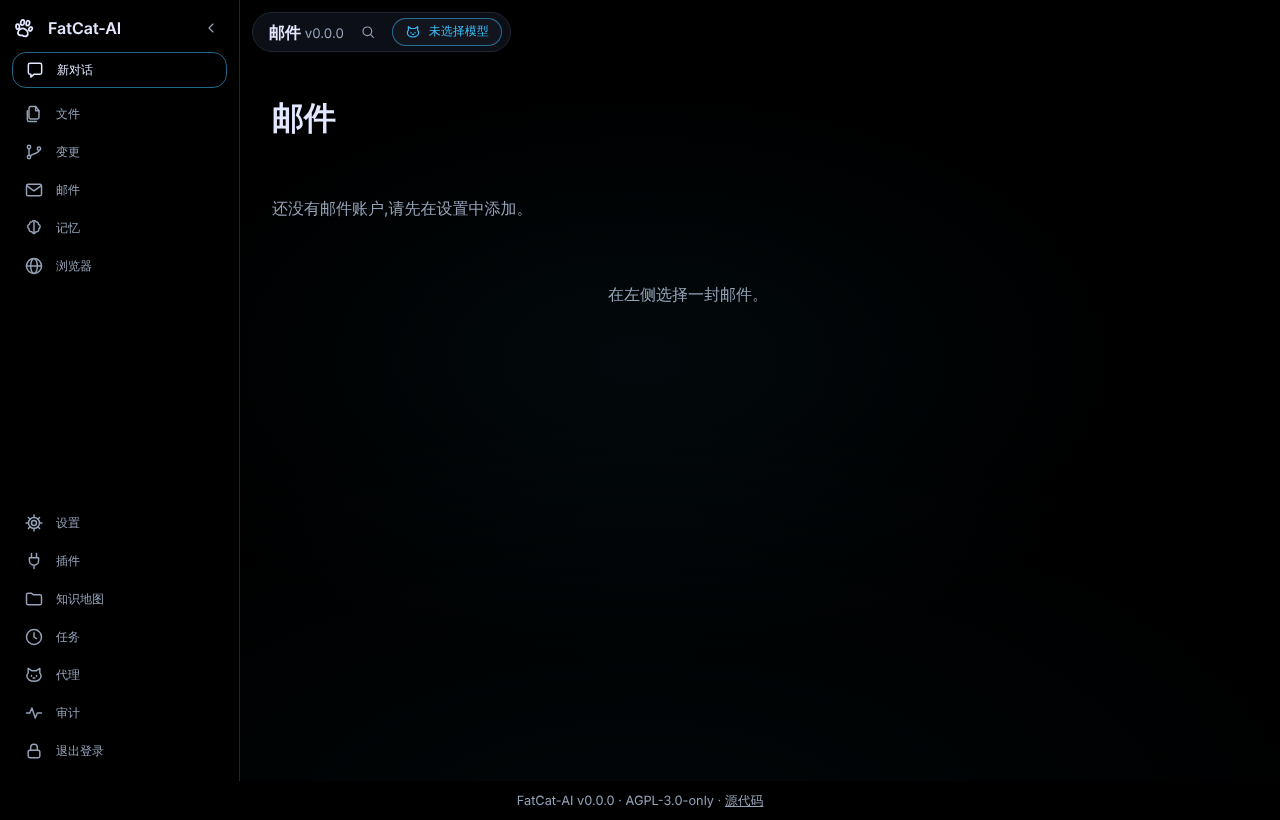 FatCat-AI
新对话
文件
变更
邮件
记忆
浏览器
设置
插件
知识地图
任务
代理
审计
退出登录
邮件 v0.0.0
未选择模型
邮件
还没有邮件账户,请先在设置中添加。
在左侧选择一封邮件。
FatCat-AI v0.0.0 · AGPL-3.0-only · 源代码